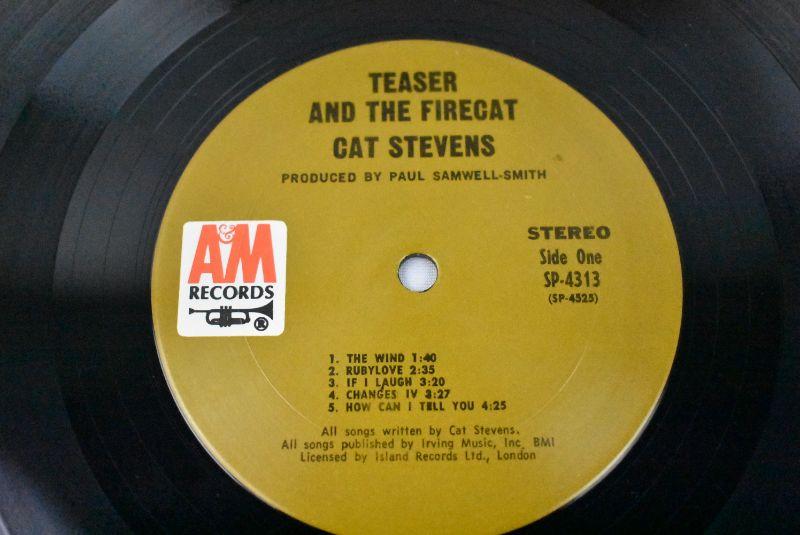 TEASER
AND THE FIRECAT
CAT STEVENS
PRODUCED BY PAUL SAMWELL-SMITH
A&M
RECORDS
®
STEREO
Side One
SP-4313
(SP-4525)
1. THE WIND 1:40
2. RUBYLOVE 2:35
3. IF I LAUGH 3:20
4. CHANGES IV 3:27
5. HOW CAN I TELL YOU 4:25
All songs written by Cat Stevens.
All songs published by Irving Music, Inc, BMI
Licensed by Island Records Ltd., London